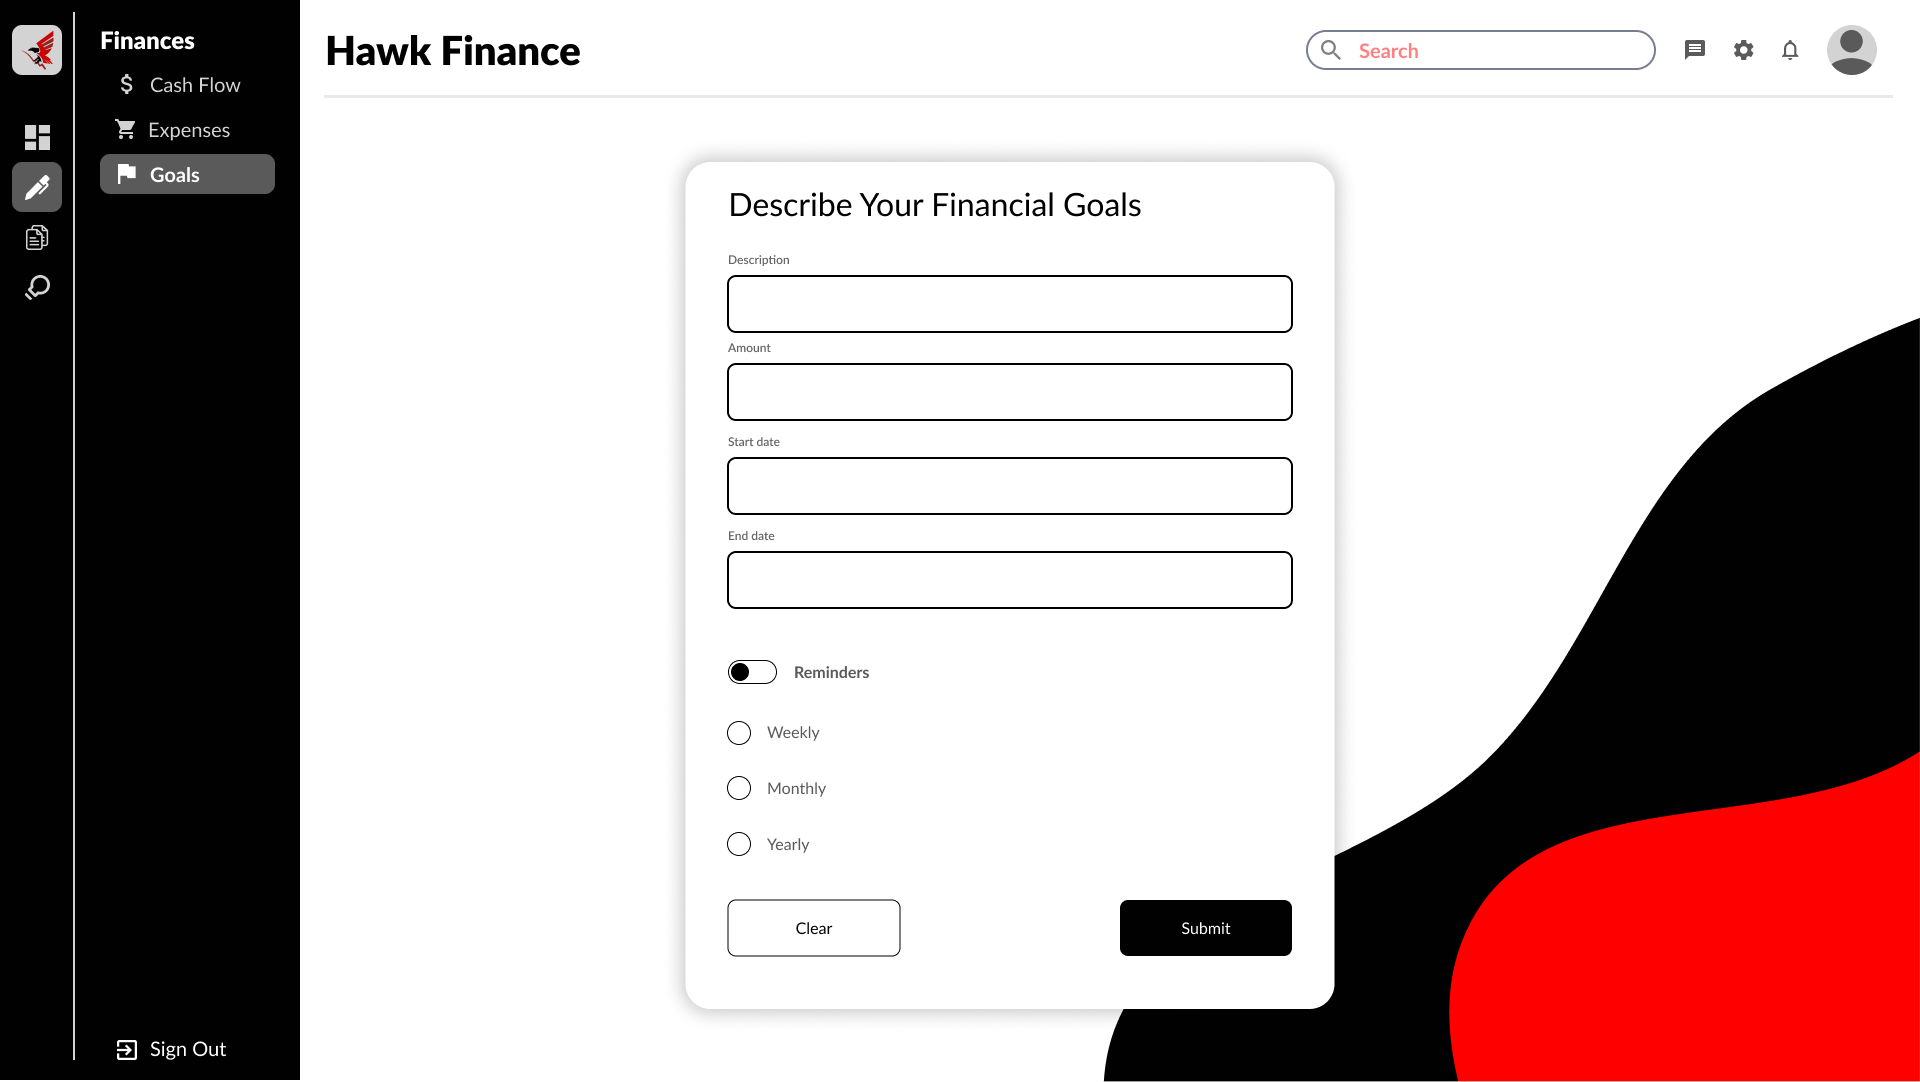 Finances
Cash Flow
Expenses
Goals
Sign Out
Hawk Finance
Search
Describe Your Financial Goals
Description
Amount
Start date
End date
Reminders
Weekly
Monthly
Yearly
Clear
Submit